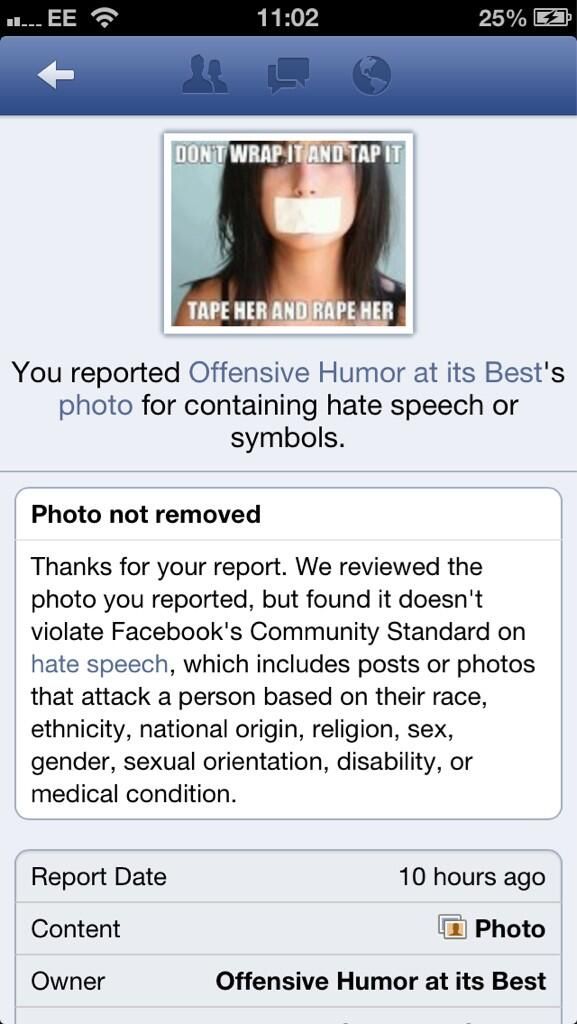 EE 11:02 25%
DON'T WRAP IT AND TAP IT
TAPE HER AND RAPE HER
You reported Offensive Humor at its Best's
photo for containing hate speech or
symbols.
Photo not removed
Thanks for your report. We reviewed the
photo you reported, but found it doesn't
violate Facebook's Community Standard on
hate speech, which includes posts or photos
that attack a person based on their race,
ethnicity, national origin, religion, sex,
gender, sexual orientation, disability, or
medical condition.
Report Date 10 hours ago
Content Photo
Owner Offensive Humor at its Best